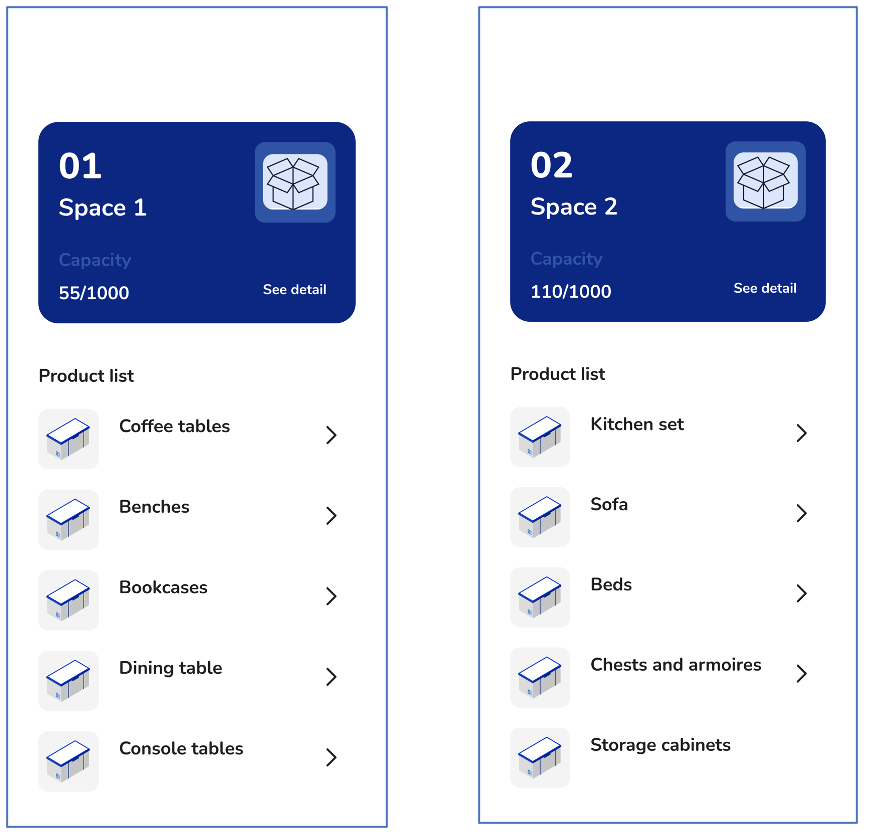 01
Space 1
Capacity
55/1000
See detail
Product list
Coffee tables
Benches
Bookcases
Dining table
Console tables
02
Space 2
Capacity
110/1000
See detail
Product list
Kitchen set
Sofa
Beds
Chests and armoires
Storage cabinets